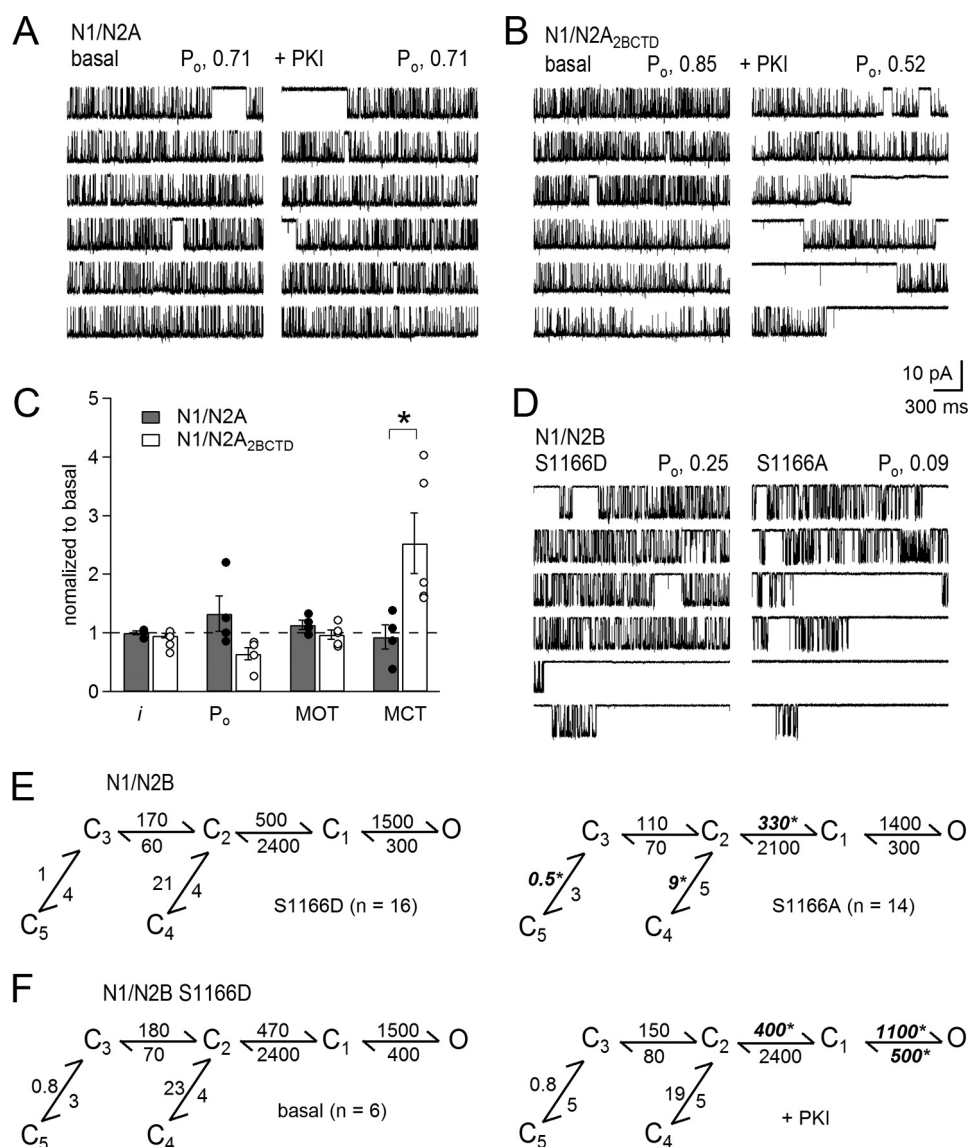 A
N1/N2A
basal Po, 0.71 + PKI Po, 0.71
B
N1/N2A2BCTD
basal Po, 0.85 + PKI Po, 0.52
10 pA
300 ms
C
5
4
3
2
1
0
nomalized to basal
N1/N2A
N1/N2A2BCTD
*
i Po MOT MCT
D
N1/N2B
S1166D Po, 0.25 S1166A Po, 0.09
E
N1/N2B
C3 170 60 C2 500 2400 C1 1500 300 O
1 4 21 4
C5 C4
S1166D (n = 16)
C3 110 70 C2 330* 2100 C1 1400 300 O
0.5* 3 9* 5
C5 C4
S1166A (n = 14)
F
N1/N2B S1166D
C3 180 70 C2 470 2400 C1 1500 400 O
0.8 3 23 4
C5 C4
basal (n = 6)
C3 150 80 C2 400* 2400 C1 1100* 500* O
0.8 5 19 5
C5 C4
+ PKI